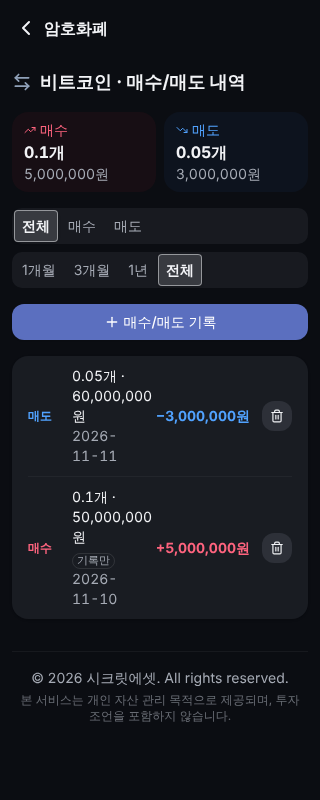 암호화폐
비트코인 · 매수/매도 내역
매수
0.1개
5,000,000원
매도
0.05개
3,000,000원
전체 매수 매도
1개월 3개월 1년 전체
+ 매수/매도 기록
매도
0.05개 ·
60,000,000
원
2026-
11-11
−3,000,000원
매수
0.1개 ·
50,000,000
원
기록만
2026-
11-10
+5,000,000원
© 2026 시크릿에셋. All rights reserved.
본 서비스는 개인 자산 관리 목적으로 제공되며, 투자
조언을 포함하지 않습니다.